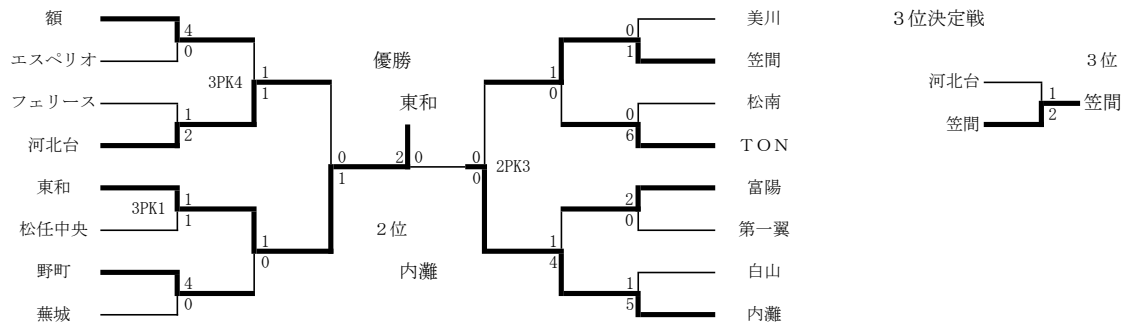 額
4
0
エスペリオ
3PK4
1
1
フェリース
1
2
河北台
東和
3PK1
1
1
松任中央
1
0
野町
4
0
蕪城
0
1
優勝
東和
2 0
2位
内灘
0
0
2PK3
美川
0
1
笠間
1
0
松南
0
6
TON
富陽
2
0
第一翼
1
4
白山
1
5
内灘
3位決定戦
3位
河北台
1
2
笠間
笠間